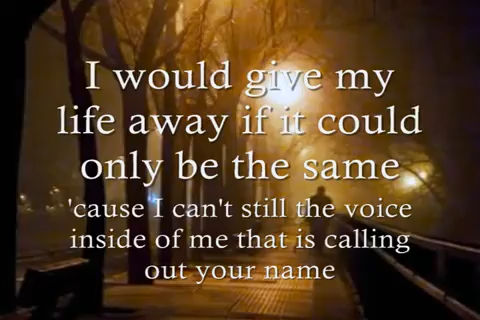 I would give my
life away if it could
only be the same
'cause I can't still the voice
inside of me that is calling
out your name